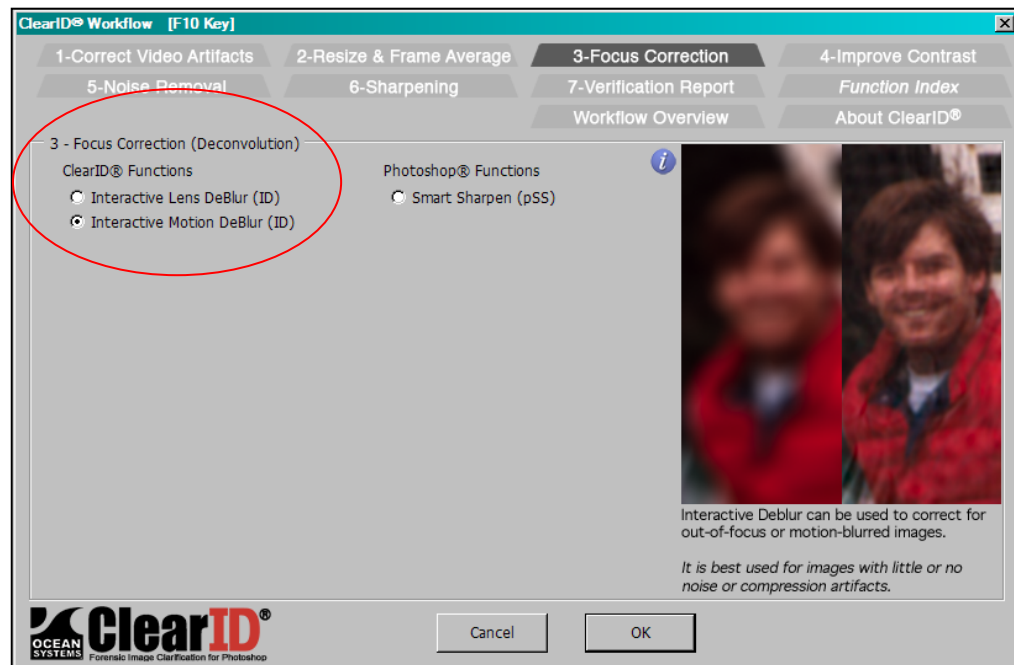 ClearID® Workflow [F10 Key]
1-Correct Video Artifacts 2-Resize & Frame Average 3-Focus Correction 4-Improve Contrast
5-Noise Removal 6-Sharpening 7-Verification Report Function Index
Workflow Overview About ClearID®
3 - Focus Correction (Deconvolution)
ClearID® Functions Photoshop® Functions i
Interactive Lens DeBlur (ID) Smart Sharpen (pSS)
Interactive Motion DeBlur (ID)
Interactive Deblur can be used to correct for
out-of-focus or motion-blurred images.
It is best used for images with little or no
noise or compression artifacts.
OCEAN
SYSTEMS
ClearID®
Forensic Image Clarification for Photoshop
Cancel OK